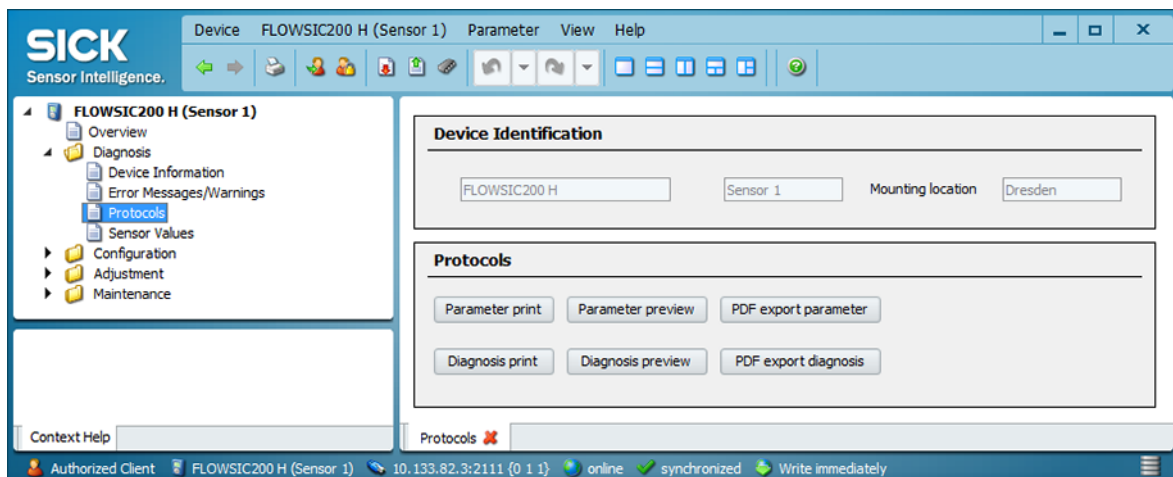 SICK
Sensor Intelligence.
Device FLOWSIC200 H (Sensor 1) Parameter View Help
FLOWSIC200 H (Sensor 1)
Overview
Diagnosis
Device Information
Error Messages/Warnings
Protocols
Sensor Values
Configuration
Adjustment
Maintenance
Context Help
Device Identification
FLOWSIC200 H Sensor 1 Mounting location Dresden
Protocols
Parameter print Parameter preview PDF export parameter
Diagnosis print Diagnosis preview PDF export diagnosis
Protocols
Authorized Client FLOWSIC200 H (Sensor 1) 10.133.82.3:2111 {0 1 1} online synchronized Write immediately